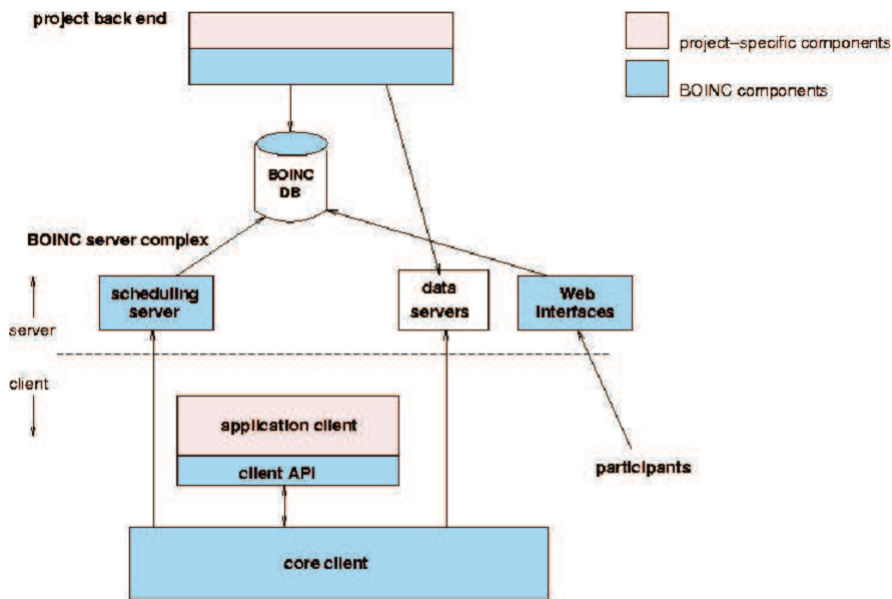 project back end
project–specific components
BOINC components
BOINC
DB
BOINC server complex
scheduling
server
data
servers
Web
Interfaces
server
client
application client
client API
participants
core client